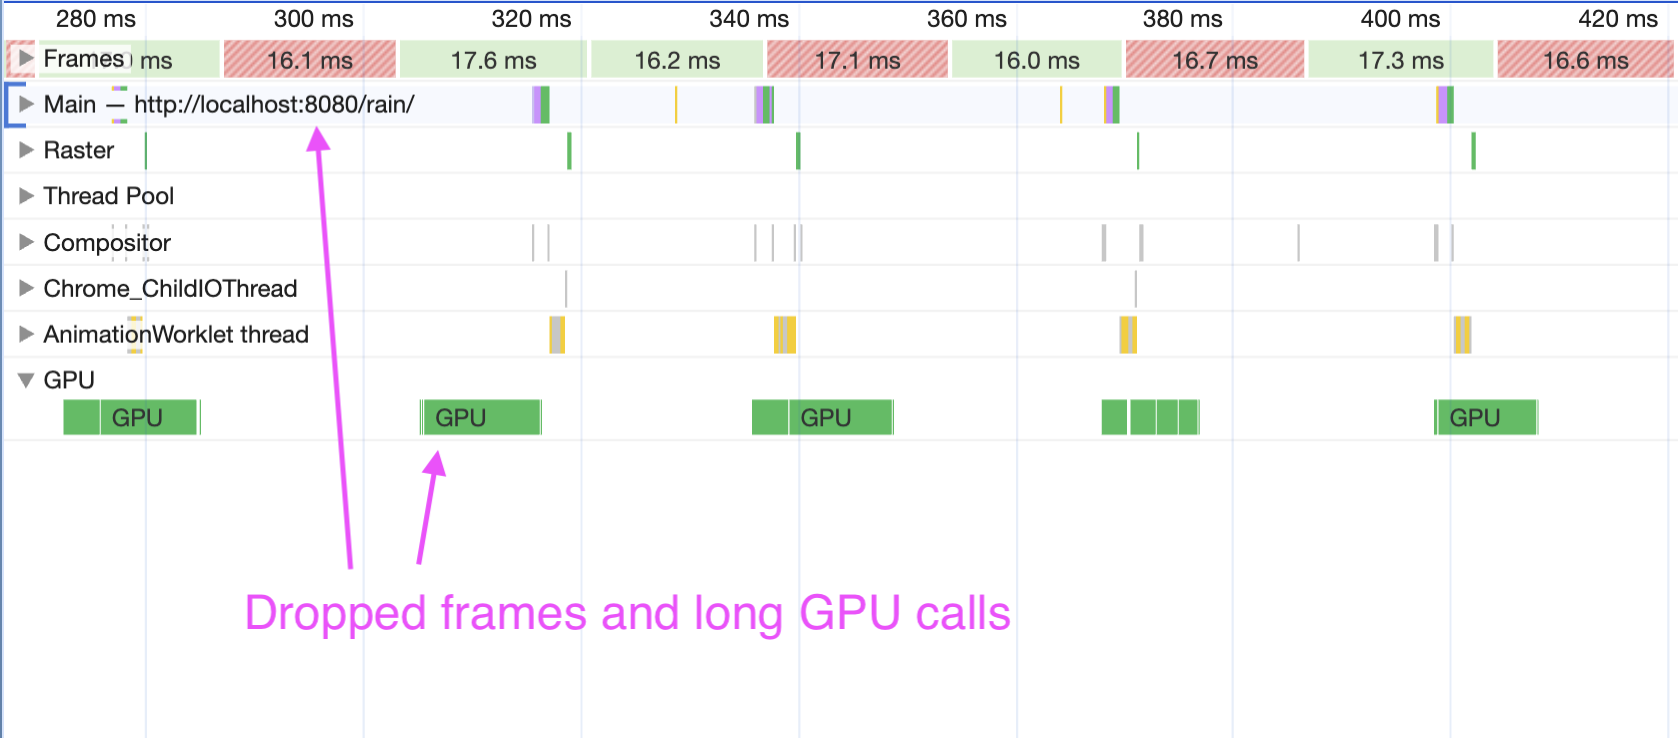 280 ms 300 ms 320 ms 340 ms 360 ms 380 ms 400 ms 420 ms
Frames ms 16.1 ms 17.6 ms 16.2 ms 17.1 ms 16.0 ms 16.7 ms 17.3 ms 16.6 ms
Main — http://localhost:8080/rain/
Raster
Thread Pool
Compositor
Chrome_ChildIOThread
AnimationWorklet thread
GPU
GPU GPU GPU GPU
Dropped frames and long GPU calls